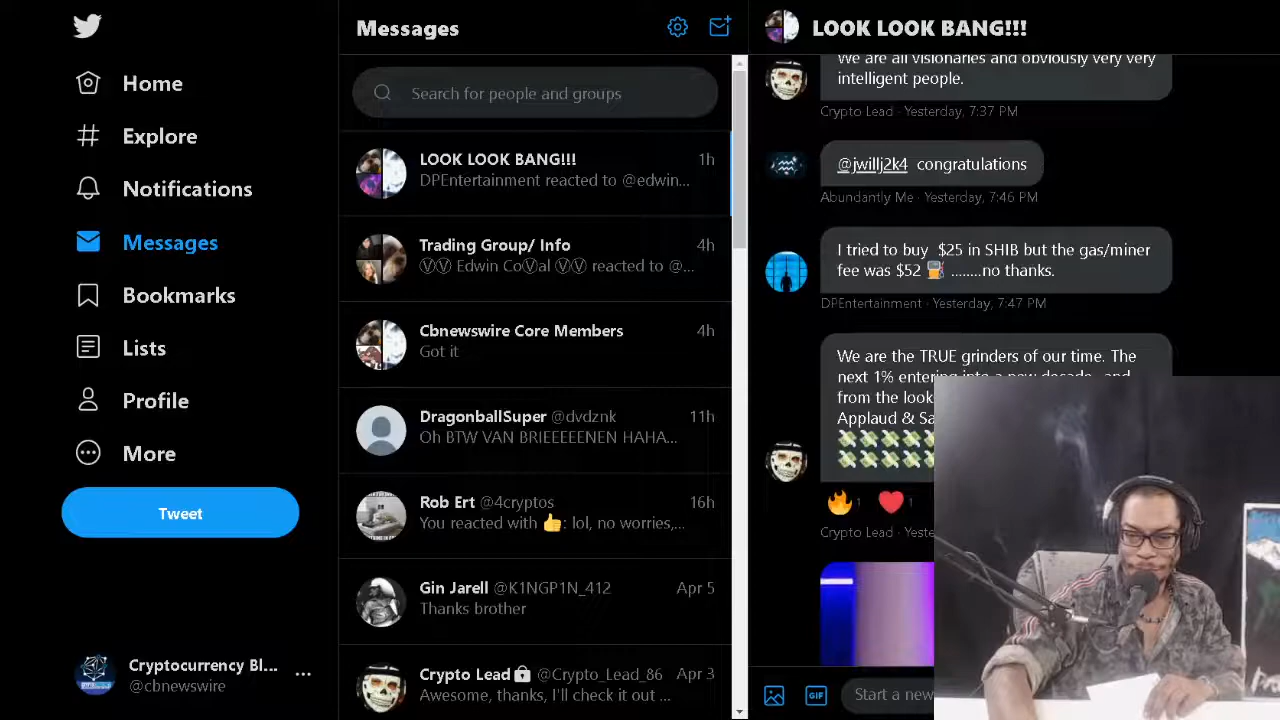 Home
Explore
Notifications
Messages
Bookmarks
Lists
Profile
More
Tweet
Cryptocurrency Bl...
@cbnewswire
Messages
Search for people and groups
LOOK LOOK BANG!!! 1h
DPEntertainment reacted to @edwin...
Trading Group/ Info 4h
ⓋⓋ Edwin CoⓋal ⓋⓋ reacted to @...
Cbnewswire Core Members 4h
Got it
DragonballSuper @dvdznk 11h
Oh BTW VAN BRIEEEEENEN HAHA...
Rob Ert @4cryptos 16h
You reacted with 👍: lol, no worries,...
Gin Jarell @K1NGP1N_412 Apr 5
Thanks brother
Crypto Lead @Crypto_Lead_86 Apr 3
Awesome, thanks, I'll check it out ...
LOOK LOOK BANG!!!
We are all visionaries and obviously very very
intelligent people.
Crypto Lead · Yesterday, 7:37 PM
@jwillj2k4 congratulations
Abundantly Me · Yesterday, 7:46 PM
I tried to buy $25 in SHIB but the gas/miner
fee was $52 ⛽ ........no thanks.
DPEntertainment · Yesterday, 7:47 PM
We are the TRUE grinders of our time. The
next 1% entering into a new decade, and
from the look
Applaud & Sa
💸💸💸💸
💸💸💸💸
🔥 1 ❤️ 1
Crypto Lead · Yeste
GIF
Start a new